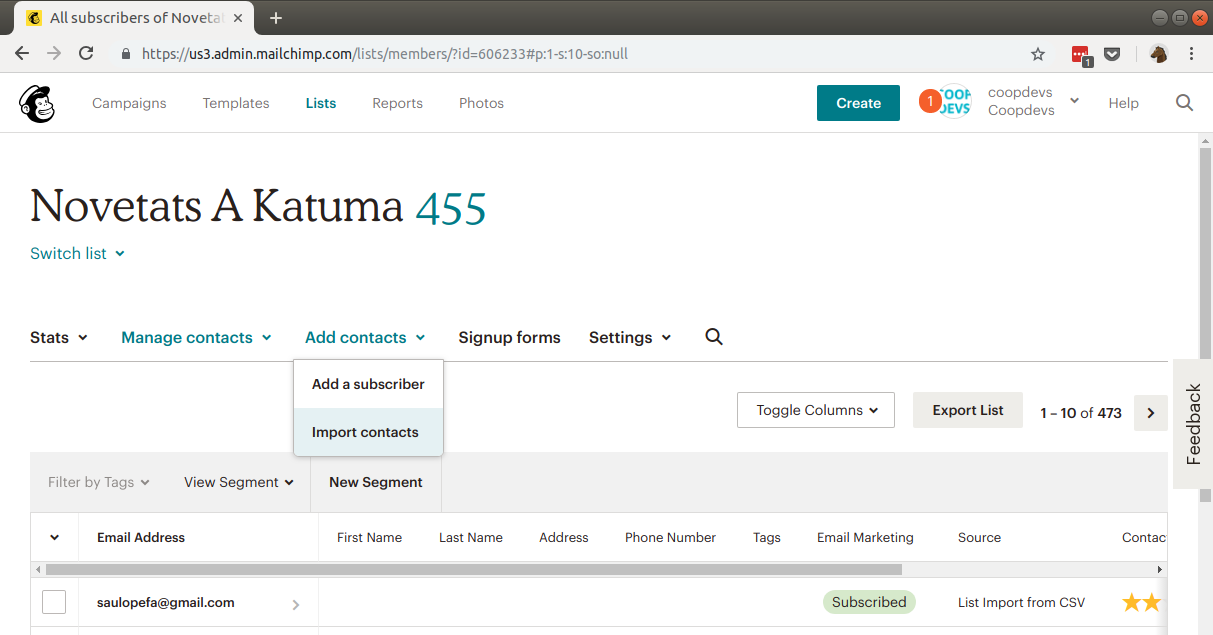 All subscribers of Noveta
https://us3.admin.mailchimp.com/lists/members/?id=606233#p:1-s:10-so:null
1
Campaigns Templates Lists Reports Photos Create 1 COOP DEVS coopdevs Coopdevs Help
Novetats A Katuma 455
Switch list
Stats Manage contacts Add contacts Signup forms Settings
Add a subscriber
Import contacts
Toggle Columns Export List 1 – 10 of 473
Feedback
Filter by Tags View Segment New Segment
Email Address First Name Last Name Address Phone Number Tags Email Marketing Source Contac
saulopefa@gmail.com Subscribed List Import from CSV